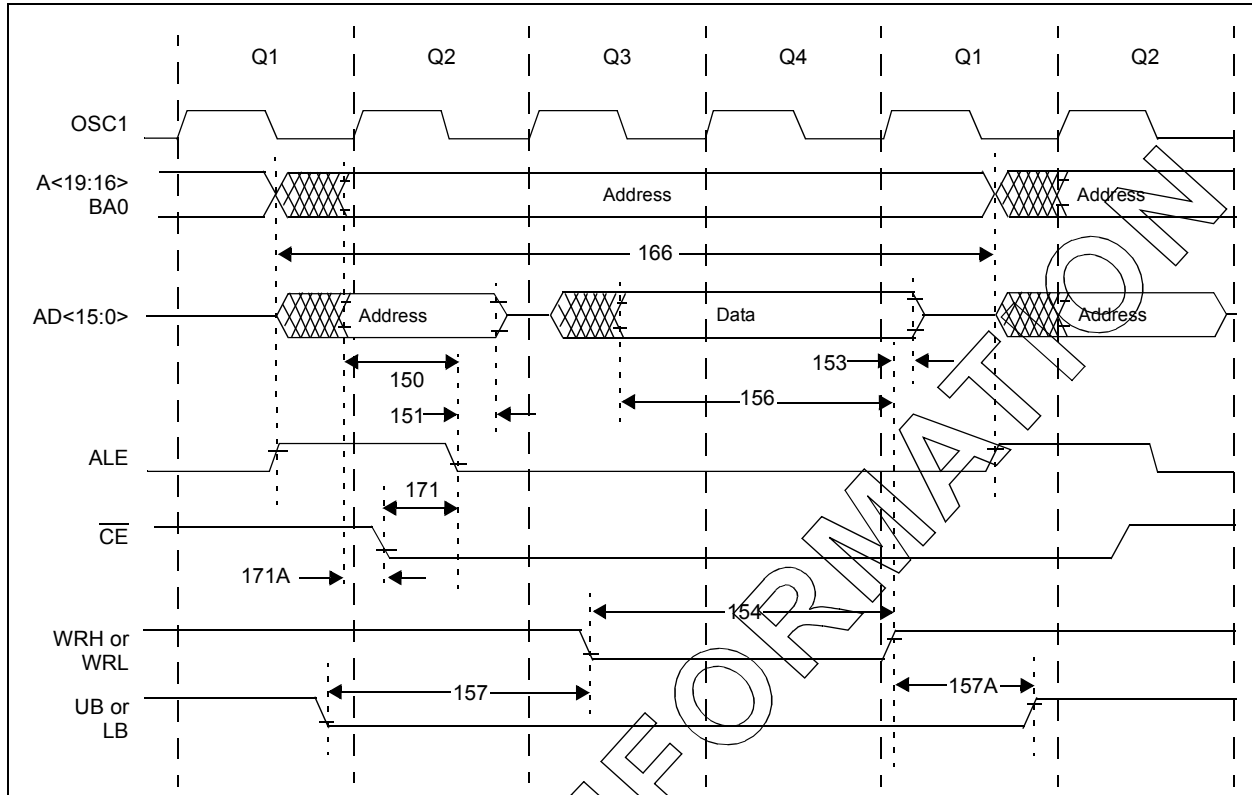 Q1 Q2 Q3 Q4 Q1 Q2
OSC1
A<19:16>
BA0
Address Address
166
AD<15:0>
Address Data Address
150
153
151
156
ALE
171
CE
171A
154
WRH or
WRL
157
157A
UB or
LB
FORMATION